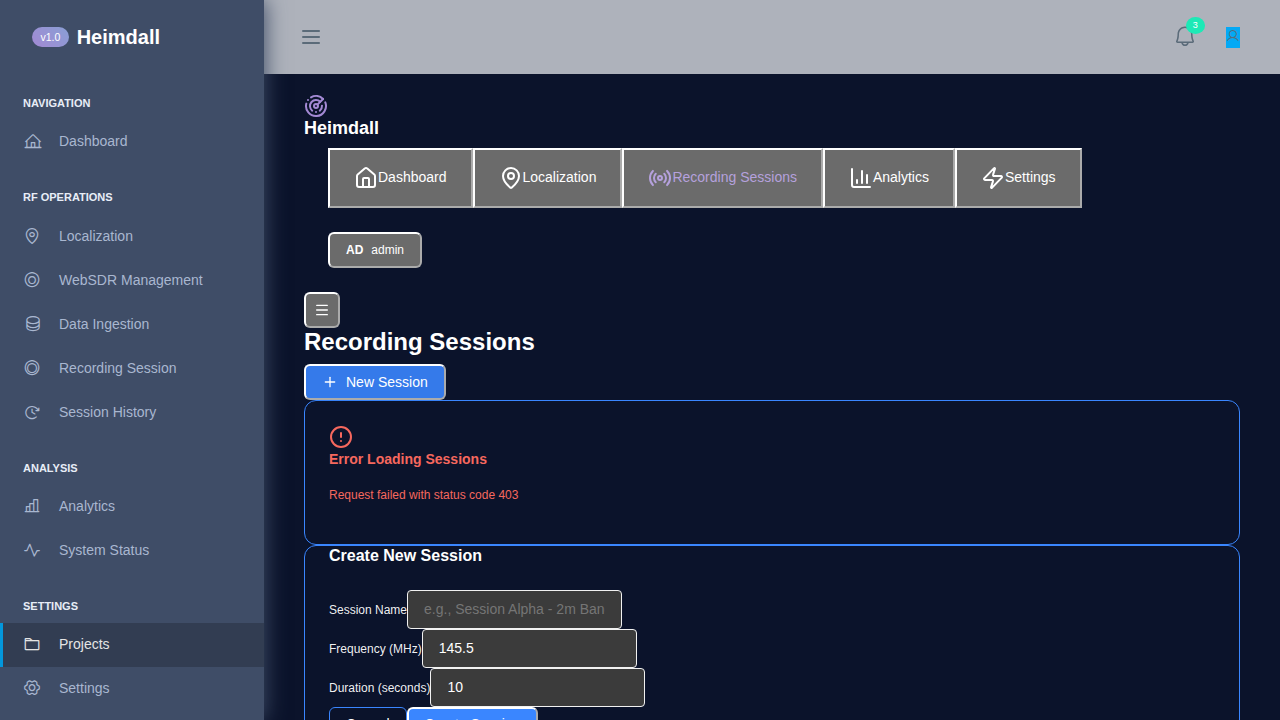 v1.0 Heimdall
3
NAVIGATION
Dashboard
RF OPERATIONS
Localization
WebSDR Management
Data Ingestion
Recording Session
Session History
ANALYSIS
Analytics
System Status
SETTINGS
Projects
Settings
Heimdall
Dashboard Localization Recording Sessions Analytics Settings
AD admin
Recording Sessions
New Session
Error Loading Sessions
Request failed with status code 403
Create New Session
Session Name e.g., Session Alpha - 2m Ban
Frequency (MHz) 145.5
Duration (seconds) 10